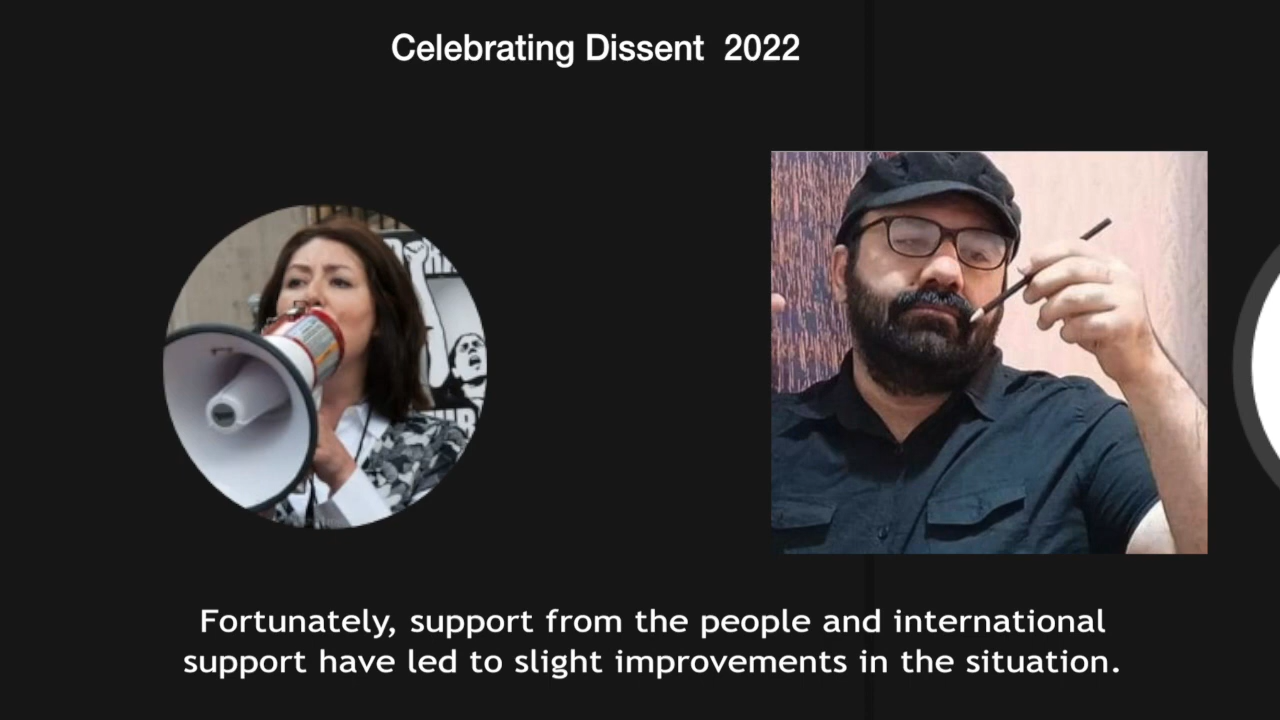 Celebrating Dissent 2022
Fortunately, support from the people and international
support have led to slight improvements in the situation.